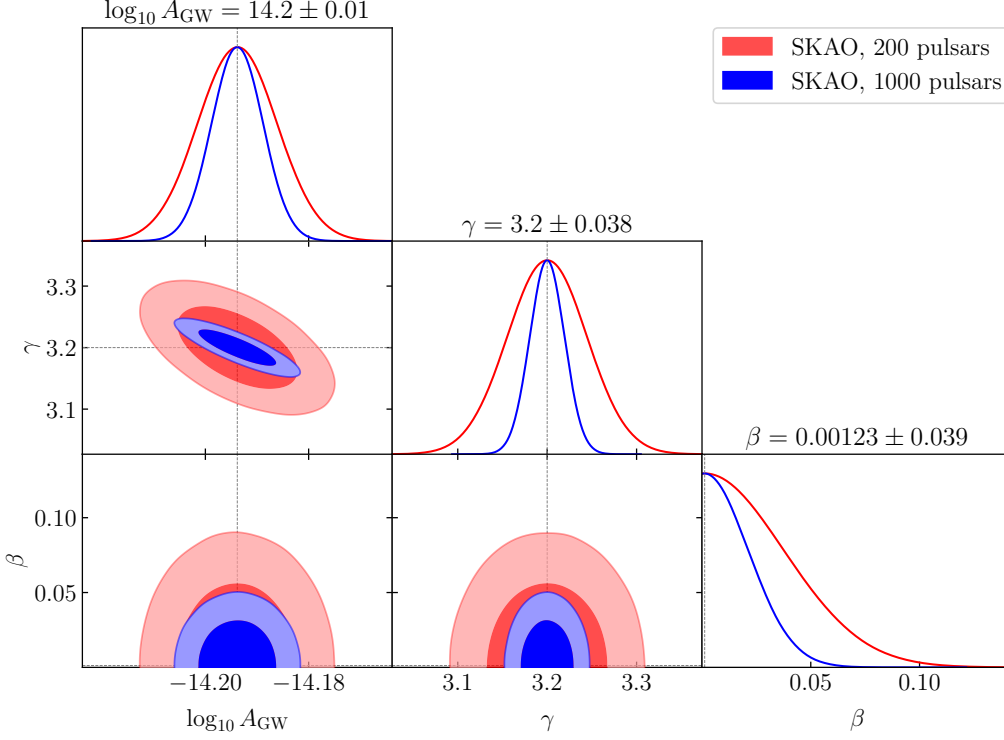 log₁₀ A_GW = 14.2 ± 0.01
SKAO, 200 pulsars
SKAO, 1000 pulsars
γ = 3.2 ± 0.038
3.3
3.2
3.1
γ
β = 0.00123 ± 0.039
0.10
0.05
β
−14.20 −14.18
3.1 3.2 3.3
0.05 0.10
log₁₀ A_GW
γ
β